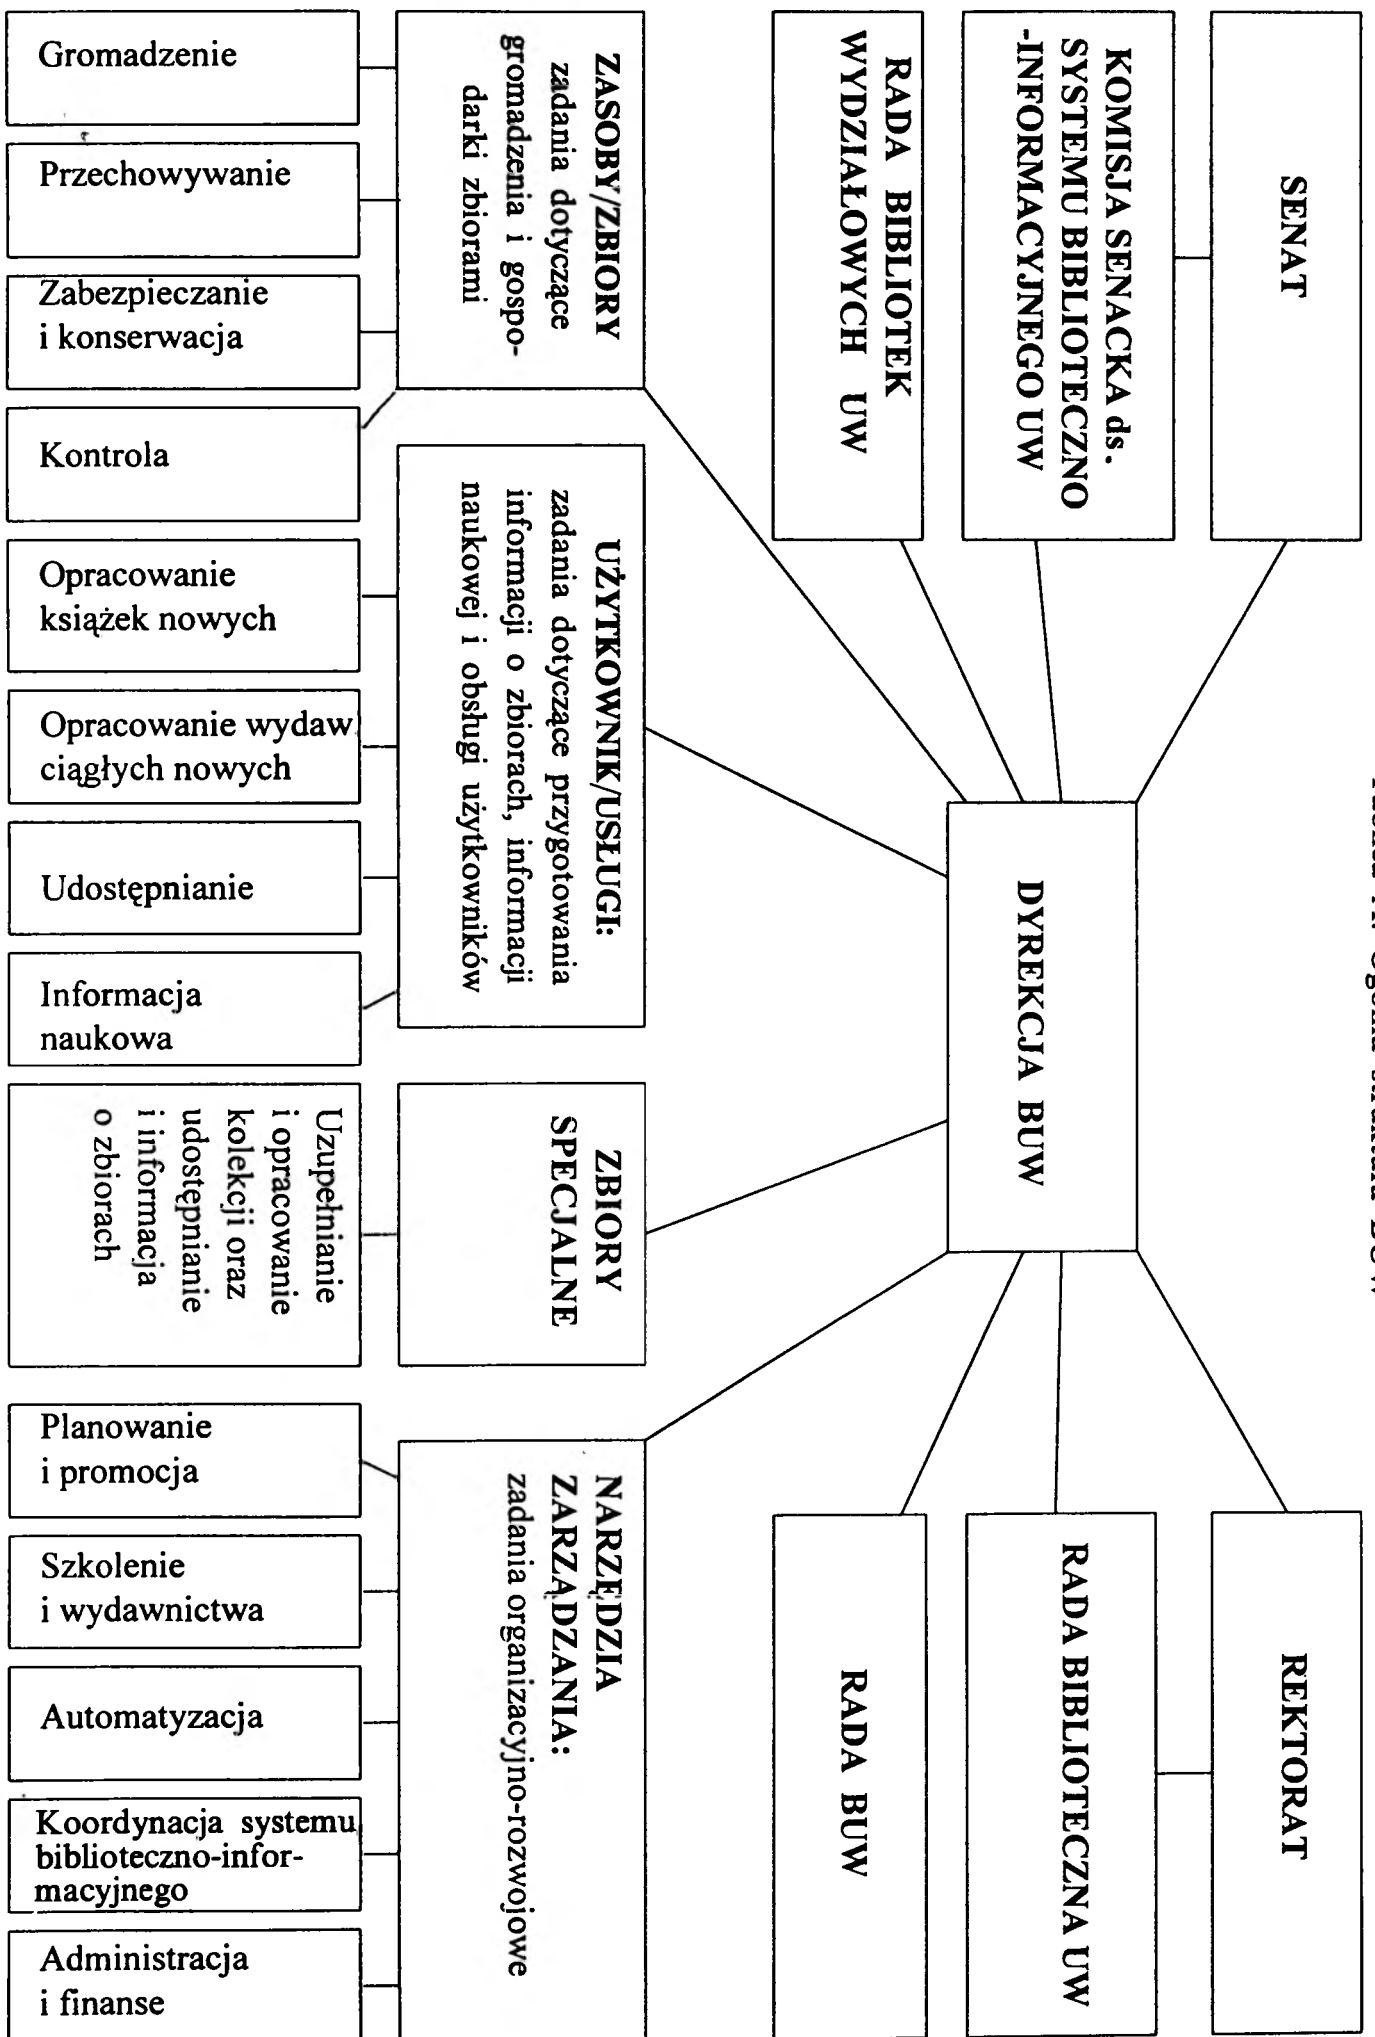 Ogólna struktura BUW
SENAT
REKTORAT
KOMISJA SENACKA ds.
SYSTEMU BIBLIOTECZNO
-INFORMACYJNEGO UW
RADA BIBLIOTECZNA UW
RADA BIBLIOTEK
WYDZIAŁOWYCH UW
RADA BUW
DYREKCJA BUW
ZASOBY/ZBIORY
zadania dotyczące
gromadzenia i gospo-
darki zbiorami
UŻYTKOWNIK/USŁUGI:
zadania dotyczące przygotowania
informacji o zbiorach, informacji
naukowej i obsługi użytkowników
ZBIORY
SPECJALNE
NARZĘDZIA
ZARZĄDZANIA:
zadania organizacyjno-rozwojowe
Gromadzenie
Przechowywanie
Zabezpieczanie
i konserwacja
Kontrola
Opracowanie
książek nowych
Opracowanie wydaw
ciągłych nowych
Udostępnianie
Informacja
naukowa
Uzupełnianie
i opracowanie
kolekcji oraz
udostępnianie
i informacja
o zbiorach
Planowanie
i promocja
Szkolenie
i wydawnictwa
Automatyzacja
Koordynacja systemu
biblioteczno-infor-
macyjnego
Administracja
i finanse